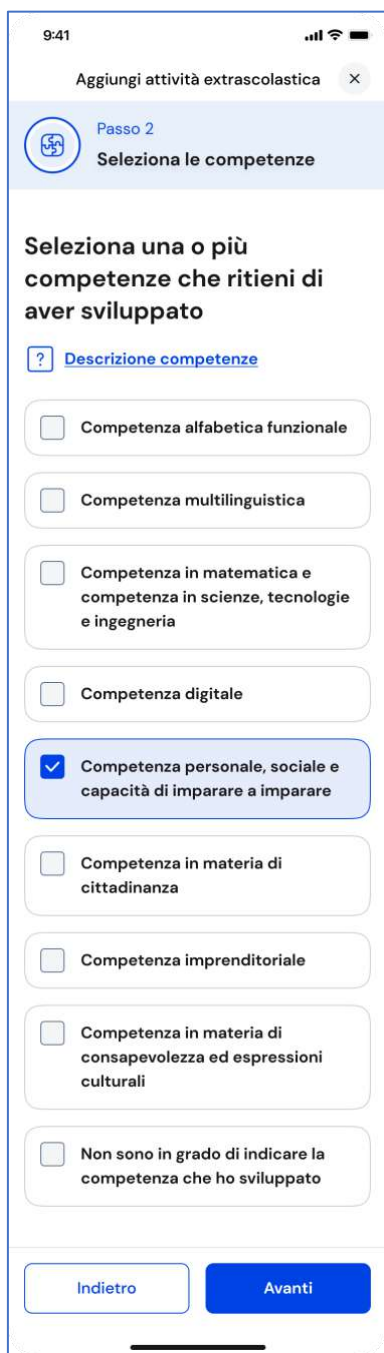 9:41
Aggiungi attività extrascolastica
Passo 2
Seleziona le competenze
Seleziona una o più
competenze che ritieni di
aver sviluppato
? Descrizione competenze
Competenza alfabetica funzionale
Competenza multilinguistica
Competenza in matematica e
competenza in scienze, tecnologie
e ingegneria
Competenza digitale
Competenza personale, sociale e
capacità di imparare a imparare
Competenza in materia di
cittadinanza
Competenza imprenditoriale
Competenza in materia di
consapevolezza ed espressioni
culturali
Non sono in grado di indicare la
competenza che ho sviluppato
Indietro
Avanti